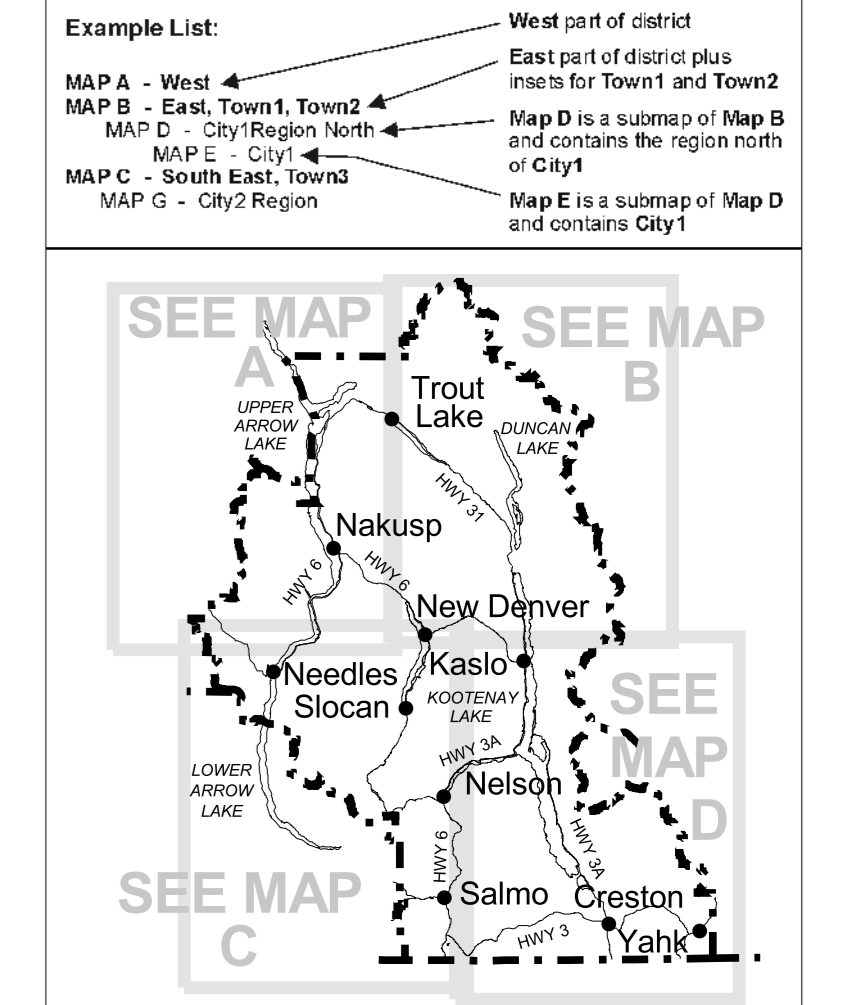 Example List:
West part of district
East part of district plus
insets for Town1 and Town2
MAP A - West
MAP B - East, Town1, Town2
MAP D - City1Region North
MAP E - City1
MAP C - South East, Town3
MAP G - City2 Region
Map D is a submap of Map B
and contains the region north
of City1
Map E is a submap of Map D
and contains City1
SEE MAP
A
SEE MAP
B
Trout
Lake
UPPER
ARROW
LAKE
DUNCAN
LAKE
HWY 31
Nakusp
HWY 6
HWY 6
New Denver
Kaslo
Needles
Slocan
KOOTENAY
LAKE
SEE
MAP
D
HWY 3A
LOWER
ARROW
LAKE
Nelson
HWY 6
HWY 3A
SEE MAP
C
Salmo
Creston
HWY 3
Yahk